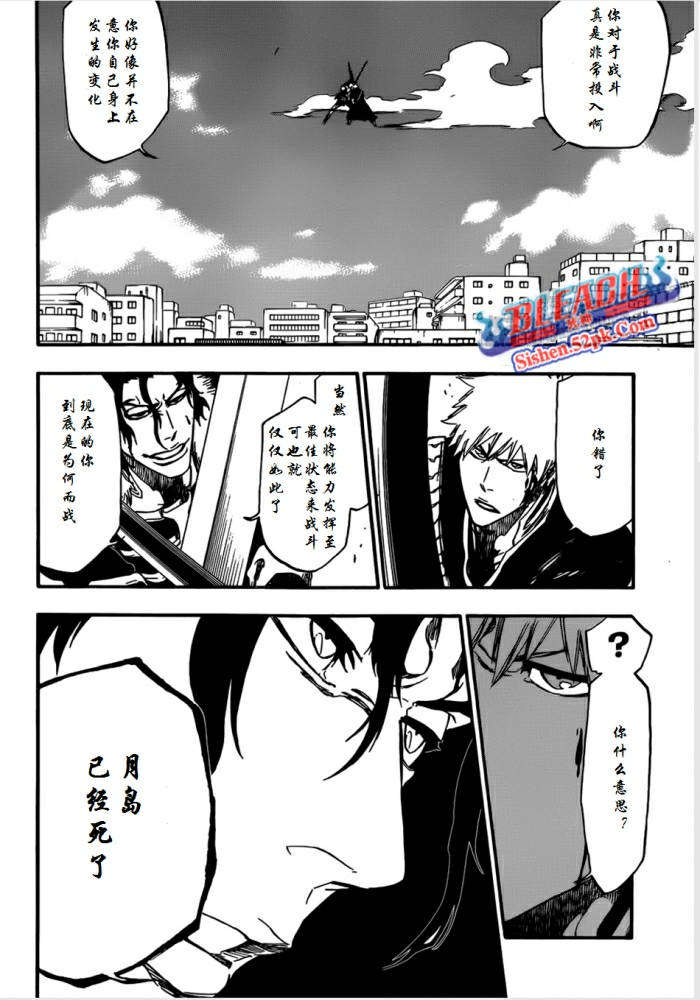 你对于战斗
真是非常投入啊
你好像并不在
意你自己身上
发生的变化
BLEACH
Sishen.52pk.Com
你错了
当然
你将能力发挥至
最佳状态来战斗
可也就
仅仅如此了
现在的你
到底是为何而战
？
你什么意思？
月岛
已经死了